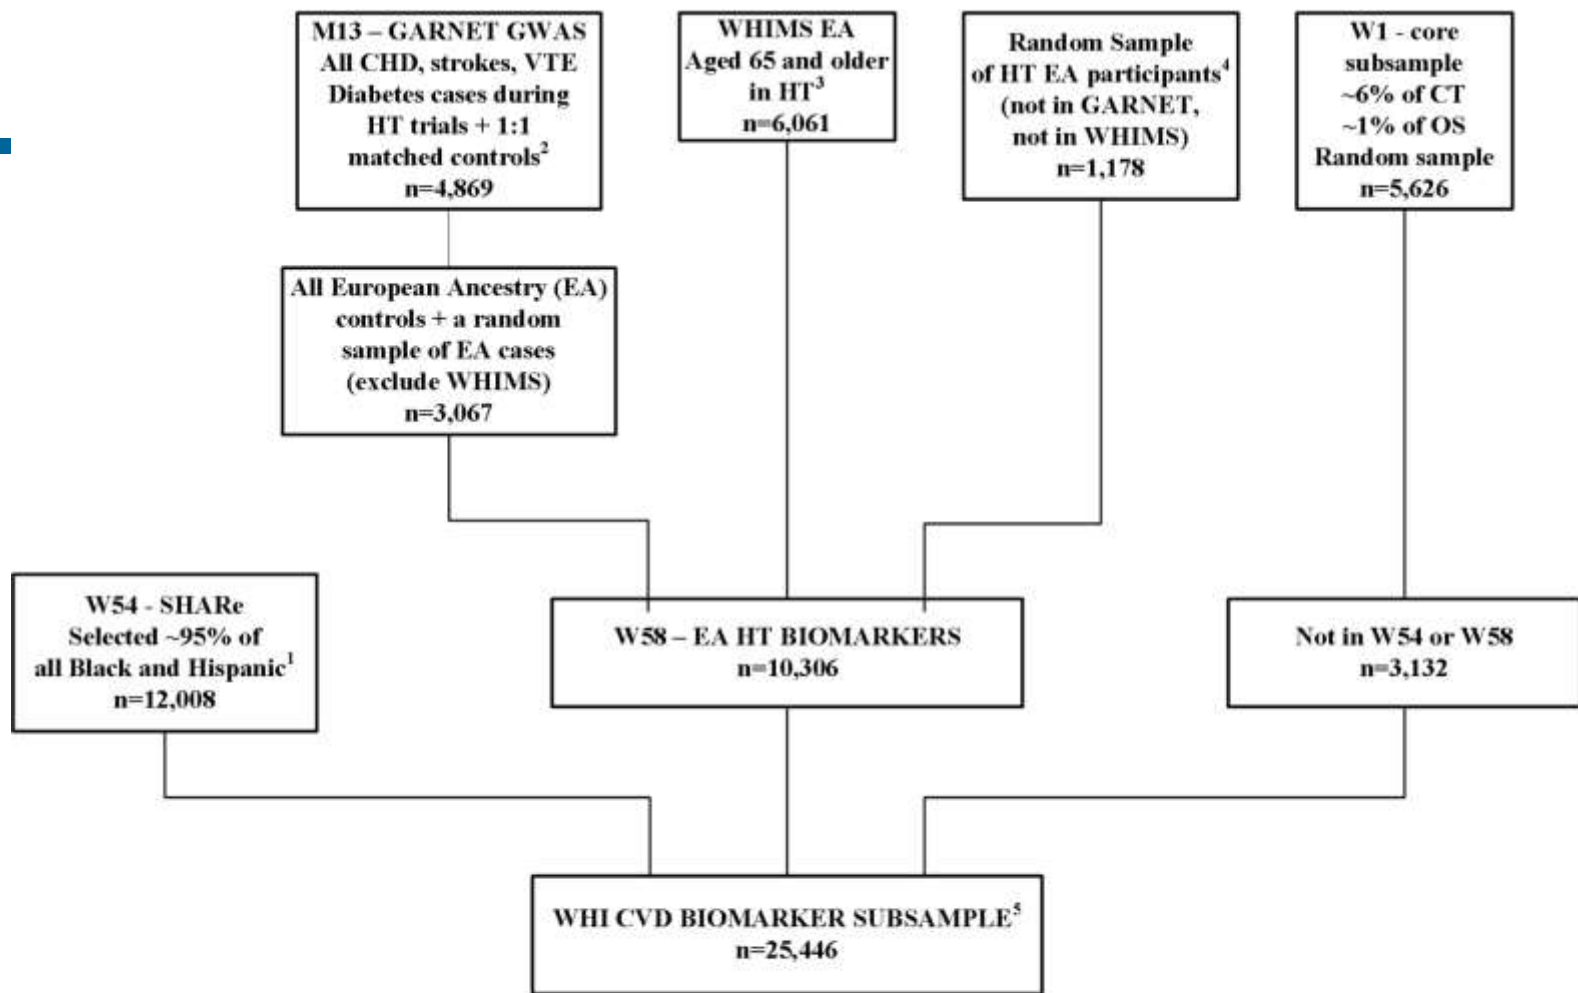 M13 – GARNET GWAS
All CHD, strokes, VTE
Diabetes cases during
HT trials + 1:1
matched controls²
n=4,869
WHIMS EA
Aged 65 and older
in HT³
n=6,061
Random Sample
of HT EA participants⁴
(not in GARNET,
not in WHIMS)
n=1,178
W1 - core
subsample
~6% of CT
~1% of OS
Random sample
n=5,626
All European Ancestry (EA)
controls + a random
sample of EA cases
(exclude WHIMS)
n=3,067
W54 - SHARe
Selected ~95% of
all Black and Hispanic¹
n=12,008
W58 – EA HT BIOMARKERS
n=10,306
Not in W54 or W58
n=3,132
WHI CVD BIOMARKER SUBSAMPLE⁵
n=25,446